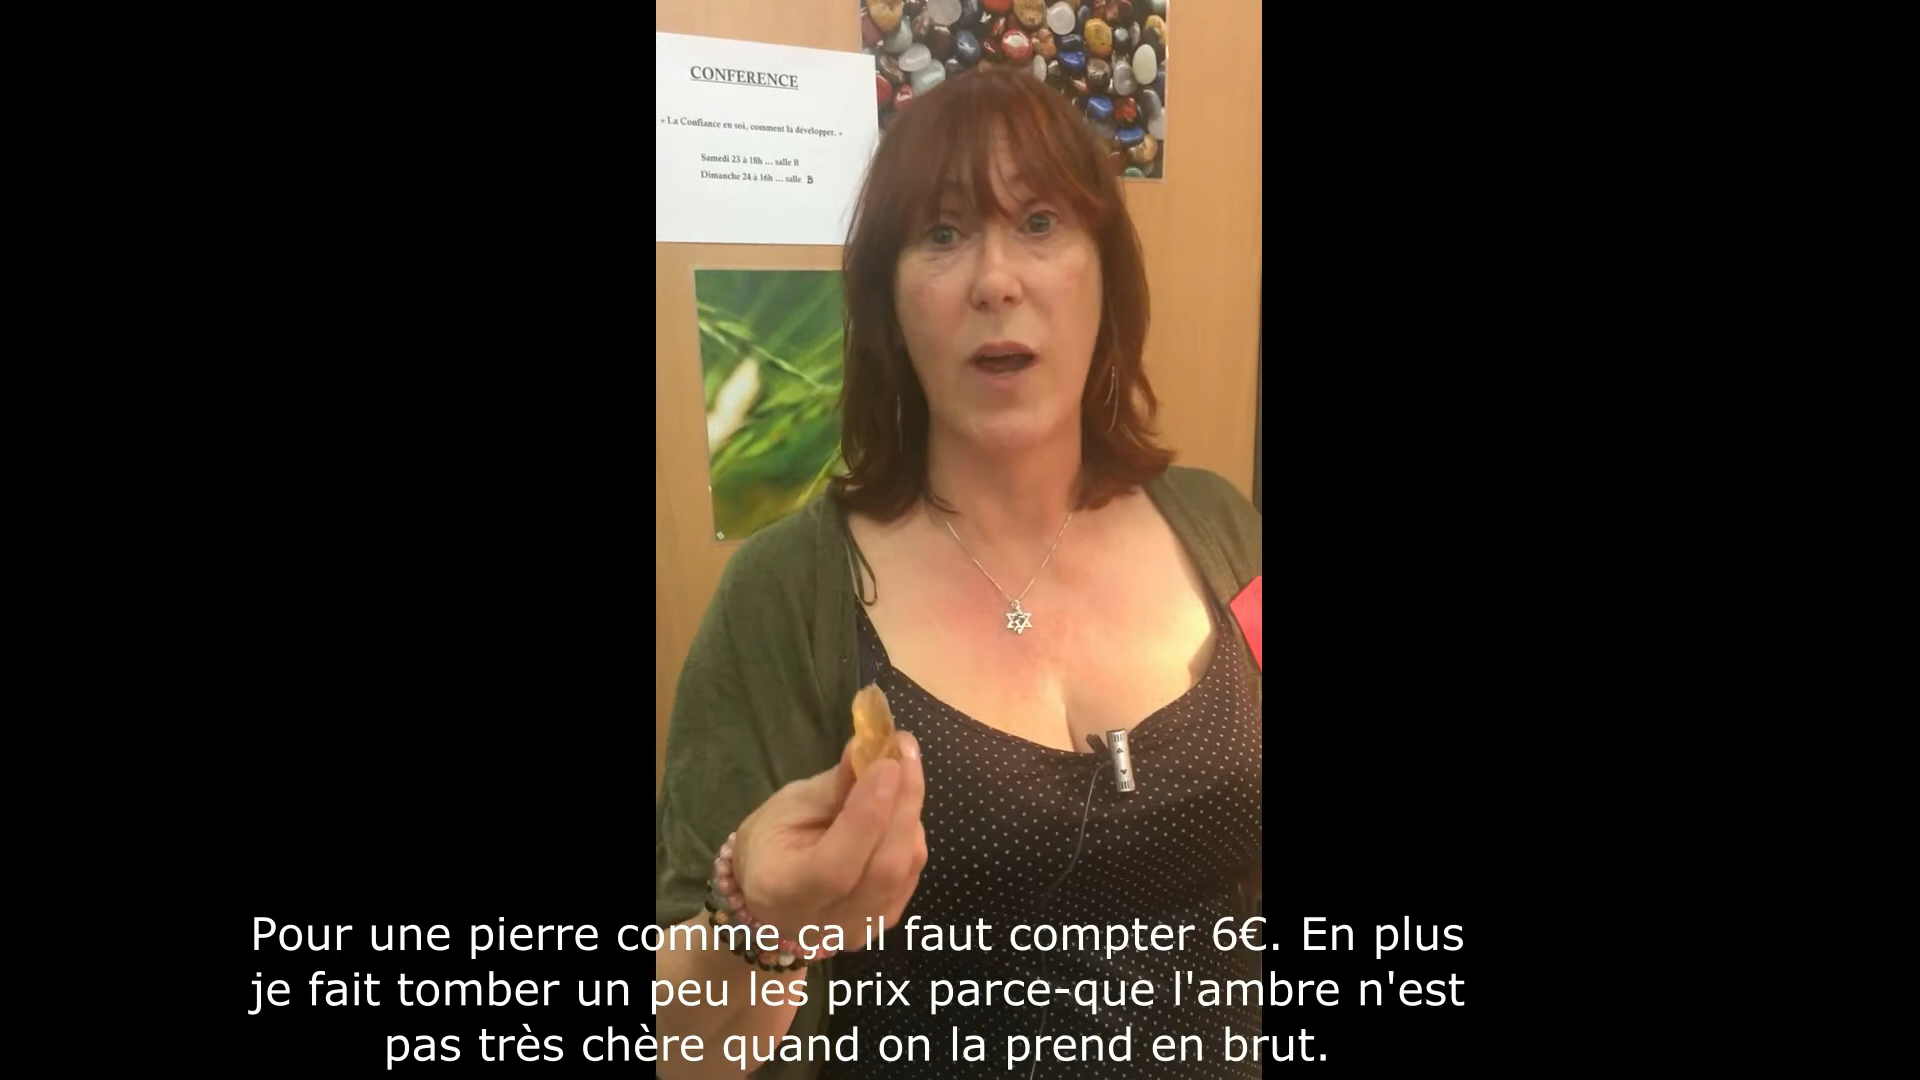 CONFERENCE
« La Confiance en soi, comment la développer. »
Samedi 23 à 18h ... salle B
Dimanche 24 à 16h ... salle B
Pour une pierre comme ça il faut compter 6€. En plus
je fait tomber un peu les prix parce-que l'ambre n'est
pas très chère quand on la prend en brut.